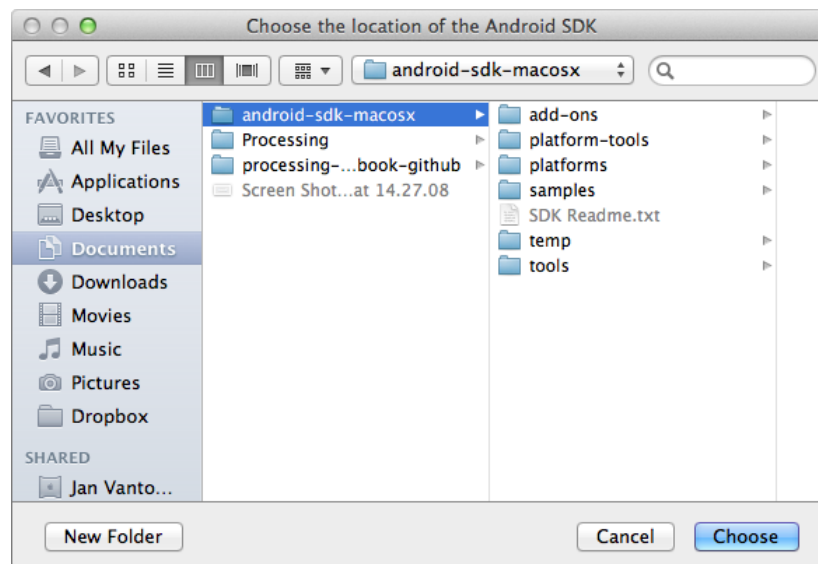 Choose the location of the Android SDK
android-sdk-macosx
FAVORITES
All My Files
Applications
Desktop
Documents
Downloads
Movies
Music
Pictures
Dropbox
SHARED
Jan Vanto...
android-sdk-macosx
Processing
processing-...book-github
Screen Shot...at 14.27.08
add-ons
platform-tools
platforms
samples
SDK Readme.txt
temp
tools
New Folder
Cancel
Choose